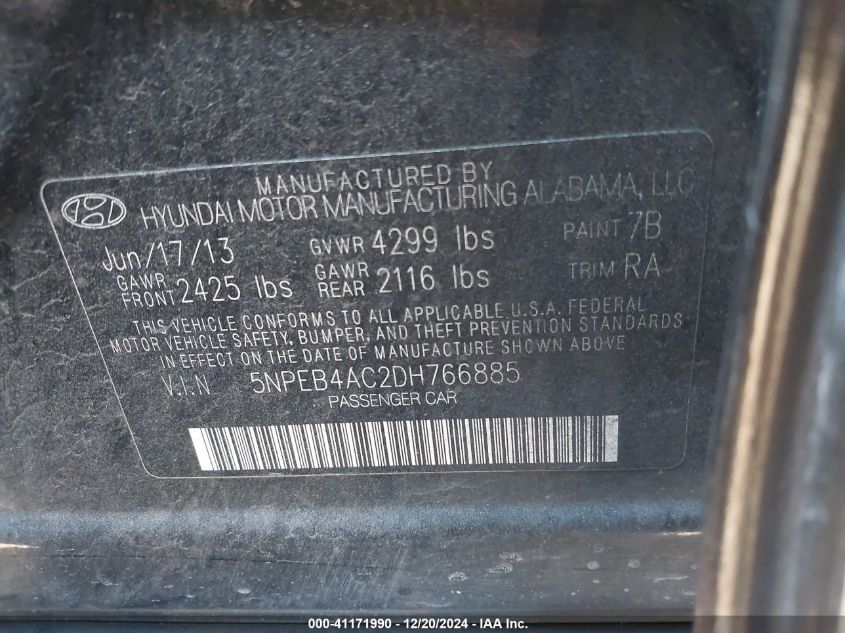 MANUFACTURED BY
HYUNDAI MOTOR MANUFACTURING ALABAMA, LLC
Jun/17/13 GVWR 4299 lbs PAINT 7B
GAWR FRONT 2425 lbs GAWR REAR 2116 lbs TRIM RA
THIS VEHICLE CONFORMS TO ALL APPLICABLE U.S.A. FEDERAL
MOTOR VEHICLE SAFETY, BUMPER, AND THEFT PREVENTION STANDARDS
IN EFFECT ON THE DATE OF MANUFACTURE SHOWN ABOVE
V.I.N 5NPEB4AC2DH766885
PASSENGER CAR
000-41171990 - 12/20/2024 - IAA Inc.